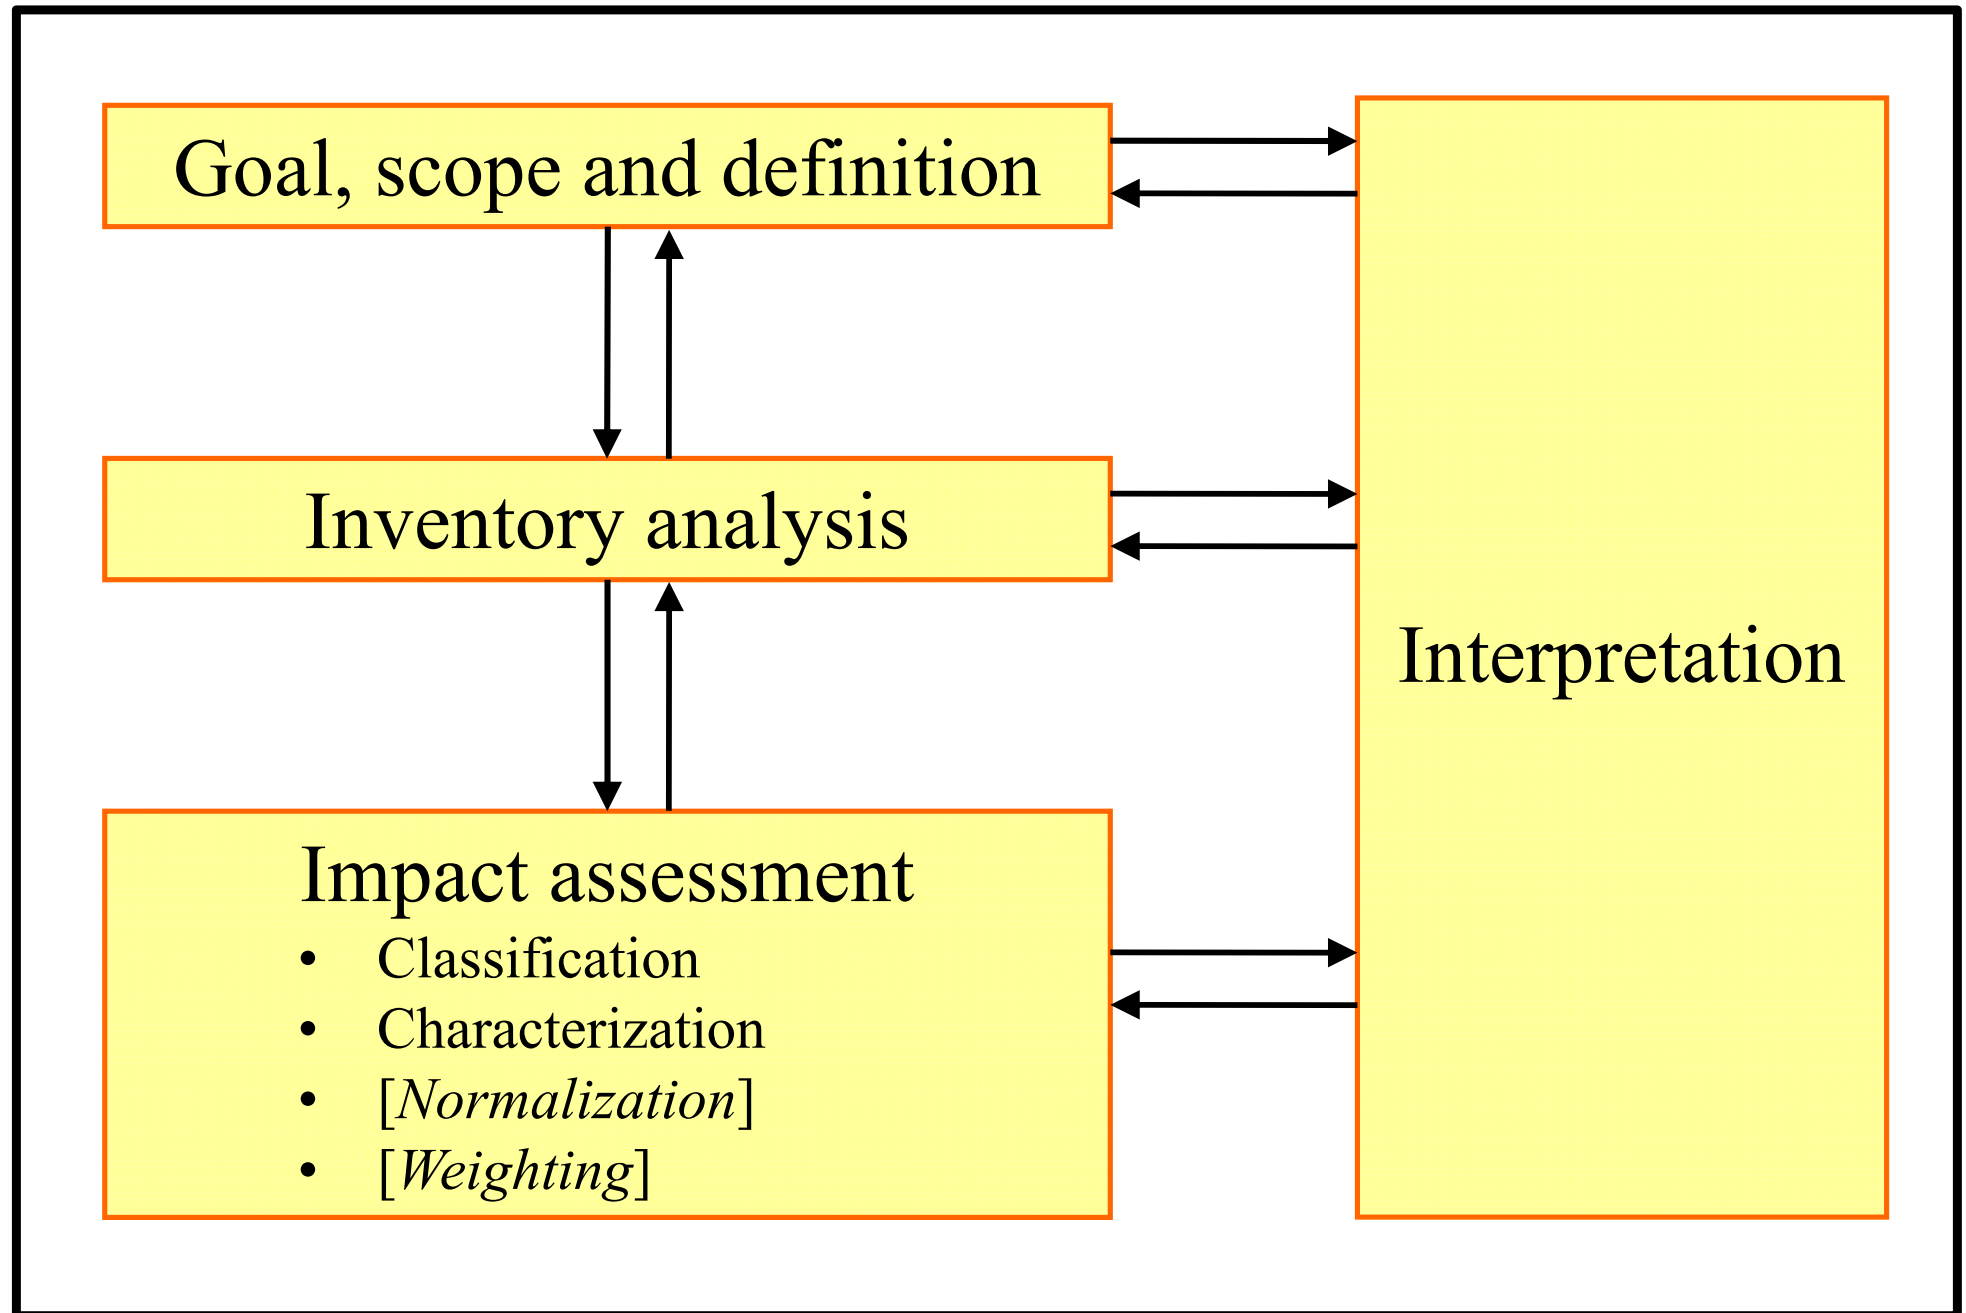 Goal, scope and definition
Inventory analysis
Interpretation
Impact assessment
• Classification
• Characterization
• [Normalization]
• [Weighting]